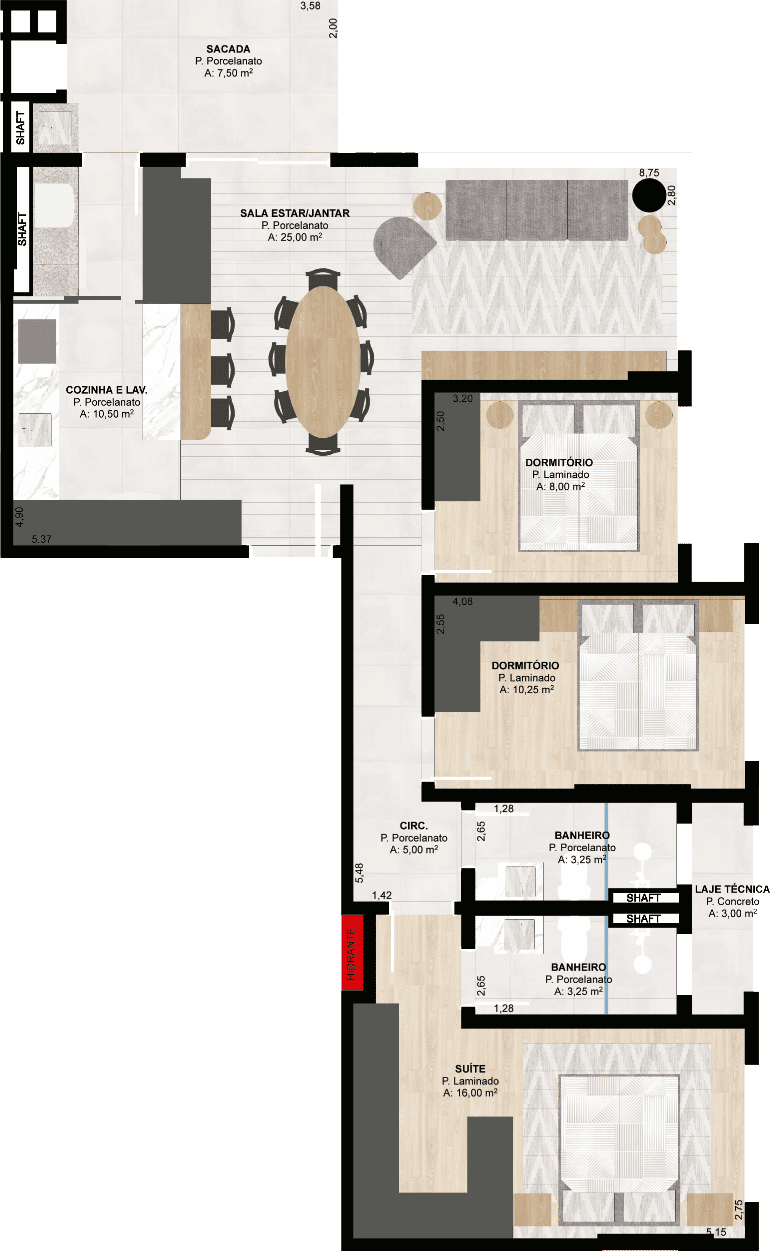 3,58
2,00
SACADA
P. Porcelanato
A: 7,50 m²
SHAFT
SHAFT
8,75
2,80
SALA ESTAR/JANTAR
P. Porcelanato
A: 25,00 m²
COZINHA E LAV.
P. Porcelanato
A: 10,50 m²
3,20
2,50
DORMITÓRIO
P. Laminado
A: 8,00 m²
4,90
5,37
4,08
2,55
DORMITÓRIO
P. Laminado
A: 10,25 m²
1,28
2,65
CIRC.
P. Porcelanato
A: 5,00 m²
BANHEIRO
P. Porcelanato
A: 3,25 m²
5,48
1,42
LAJE TÉCNICA
P. Concreto
A: 3,00 m²
SHAFT
SHAFT
HIDRANTE
BANHEIRO
P. Porcelanato
A: 3,25 m²
2,65
1,28
SUÍTE
P. Laminado
A: 16,00 m²
2,75
5,15